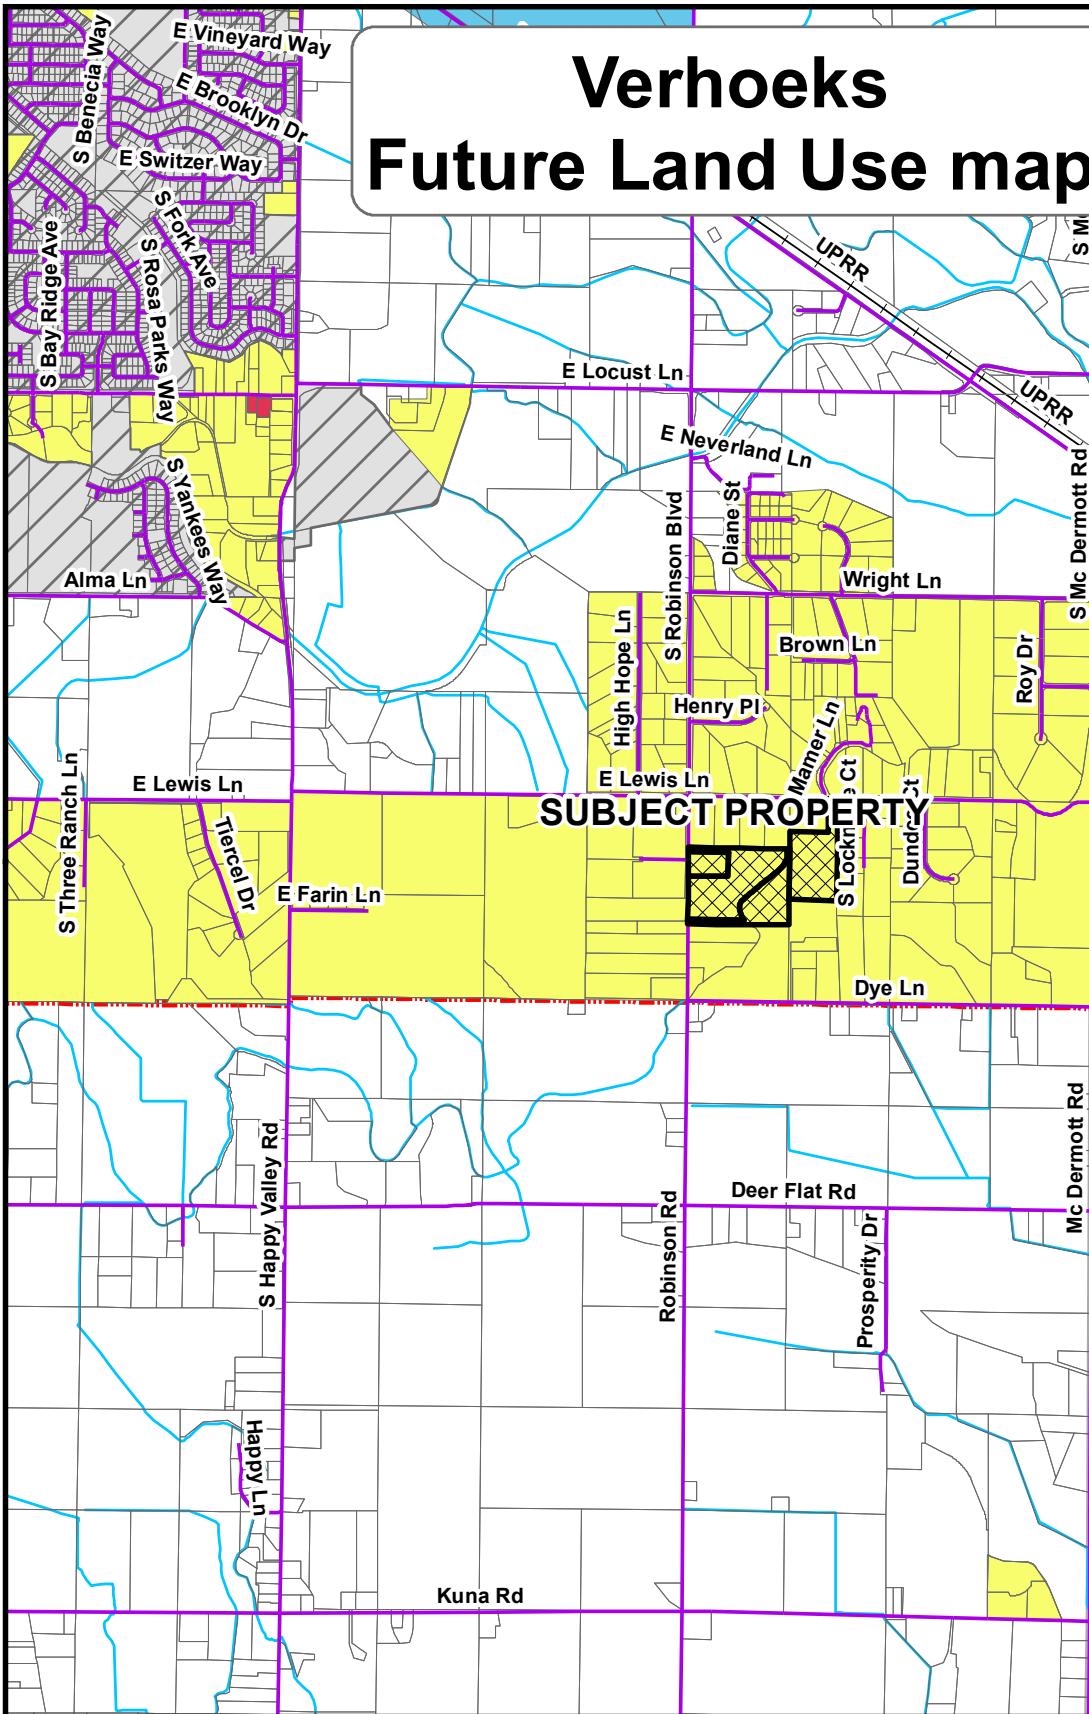 Verhoeks
Future Land Use map
E Vineyard Way
S Benecia Way
E Brooklyn Dr
E Switzer Way
S Fork Ave
S Bay Ridge Ave
S Rosa Parks Way
UPRR
E Locust Ln
UPRR
E Neverland Ln
S Mc Dermott Rd
S Yankees Way
S Robinson Blvd
Diane St
Alma Ln
Wright Ln
High Hope Ln
Brown Ln
Roy Dr
Henry Pl
Mamer Ln
S Three Ranch Ln
E Lewis Ln
E Lewis Ln
SUBJECT PROPERTY
Tiercel Dr
E Farin Ln
Dye Ln
S Happy Valley Rd
Mc Dermott Rd
Deer Flat Rd
Robinson Rd
Prosperity Dr
Happy Ln
Kuna Rd